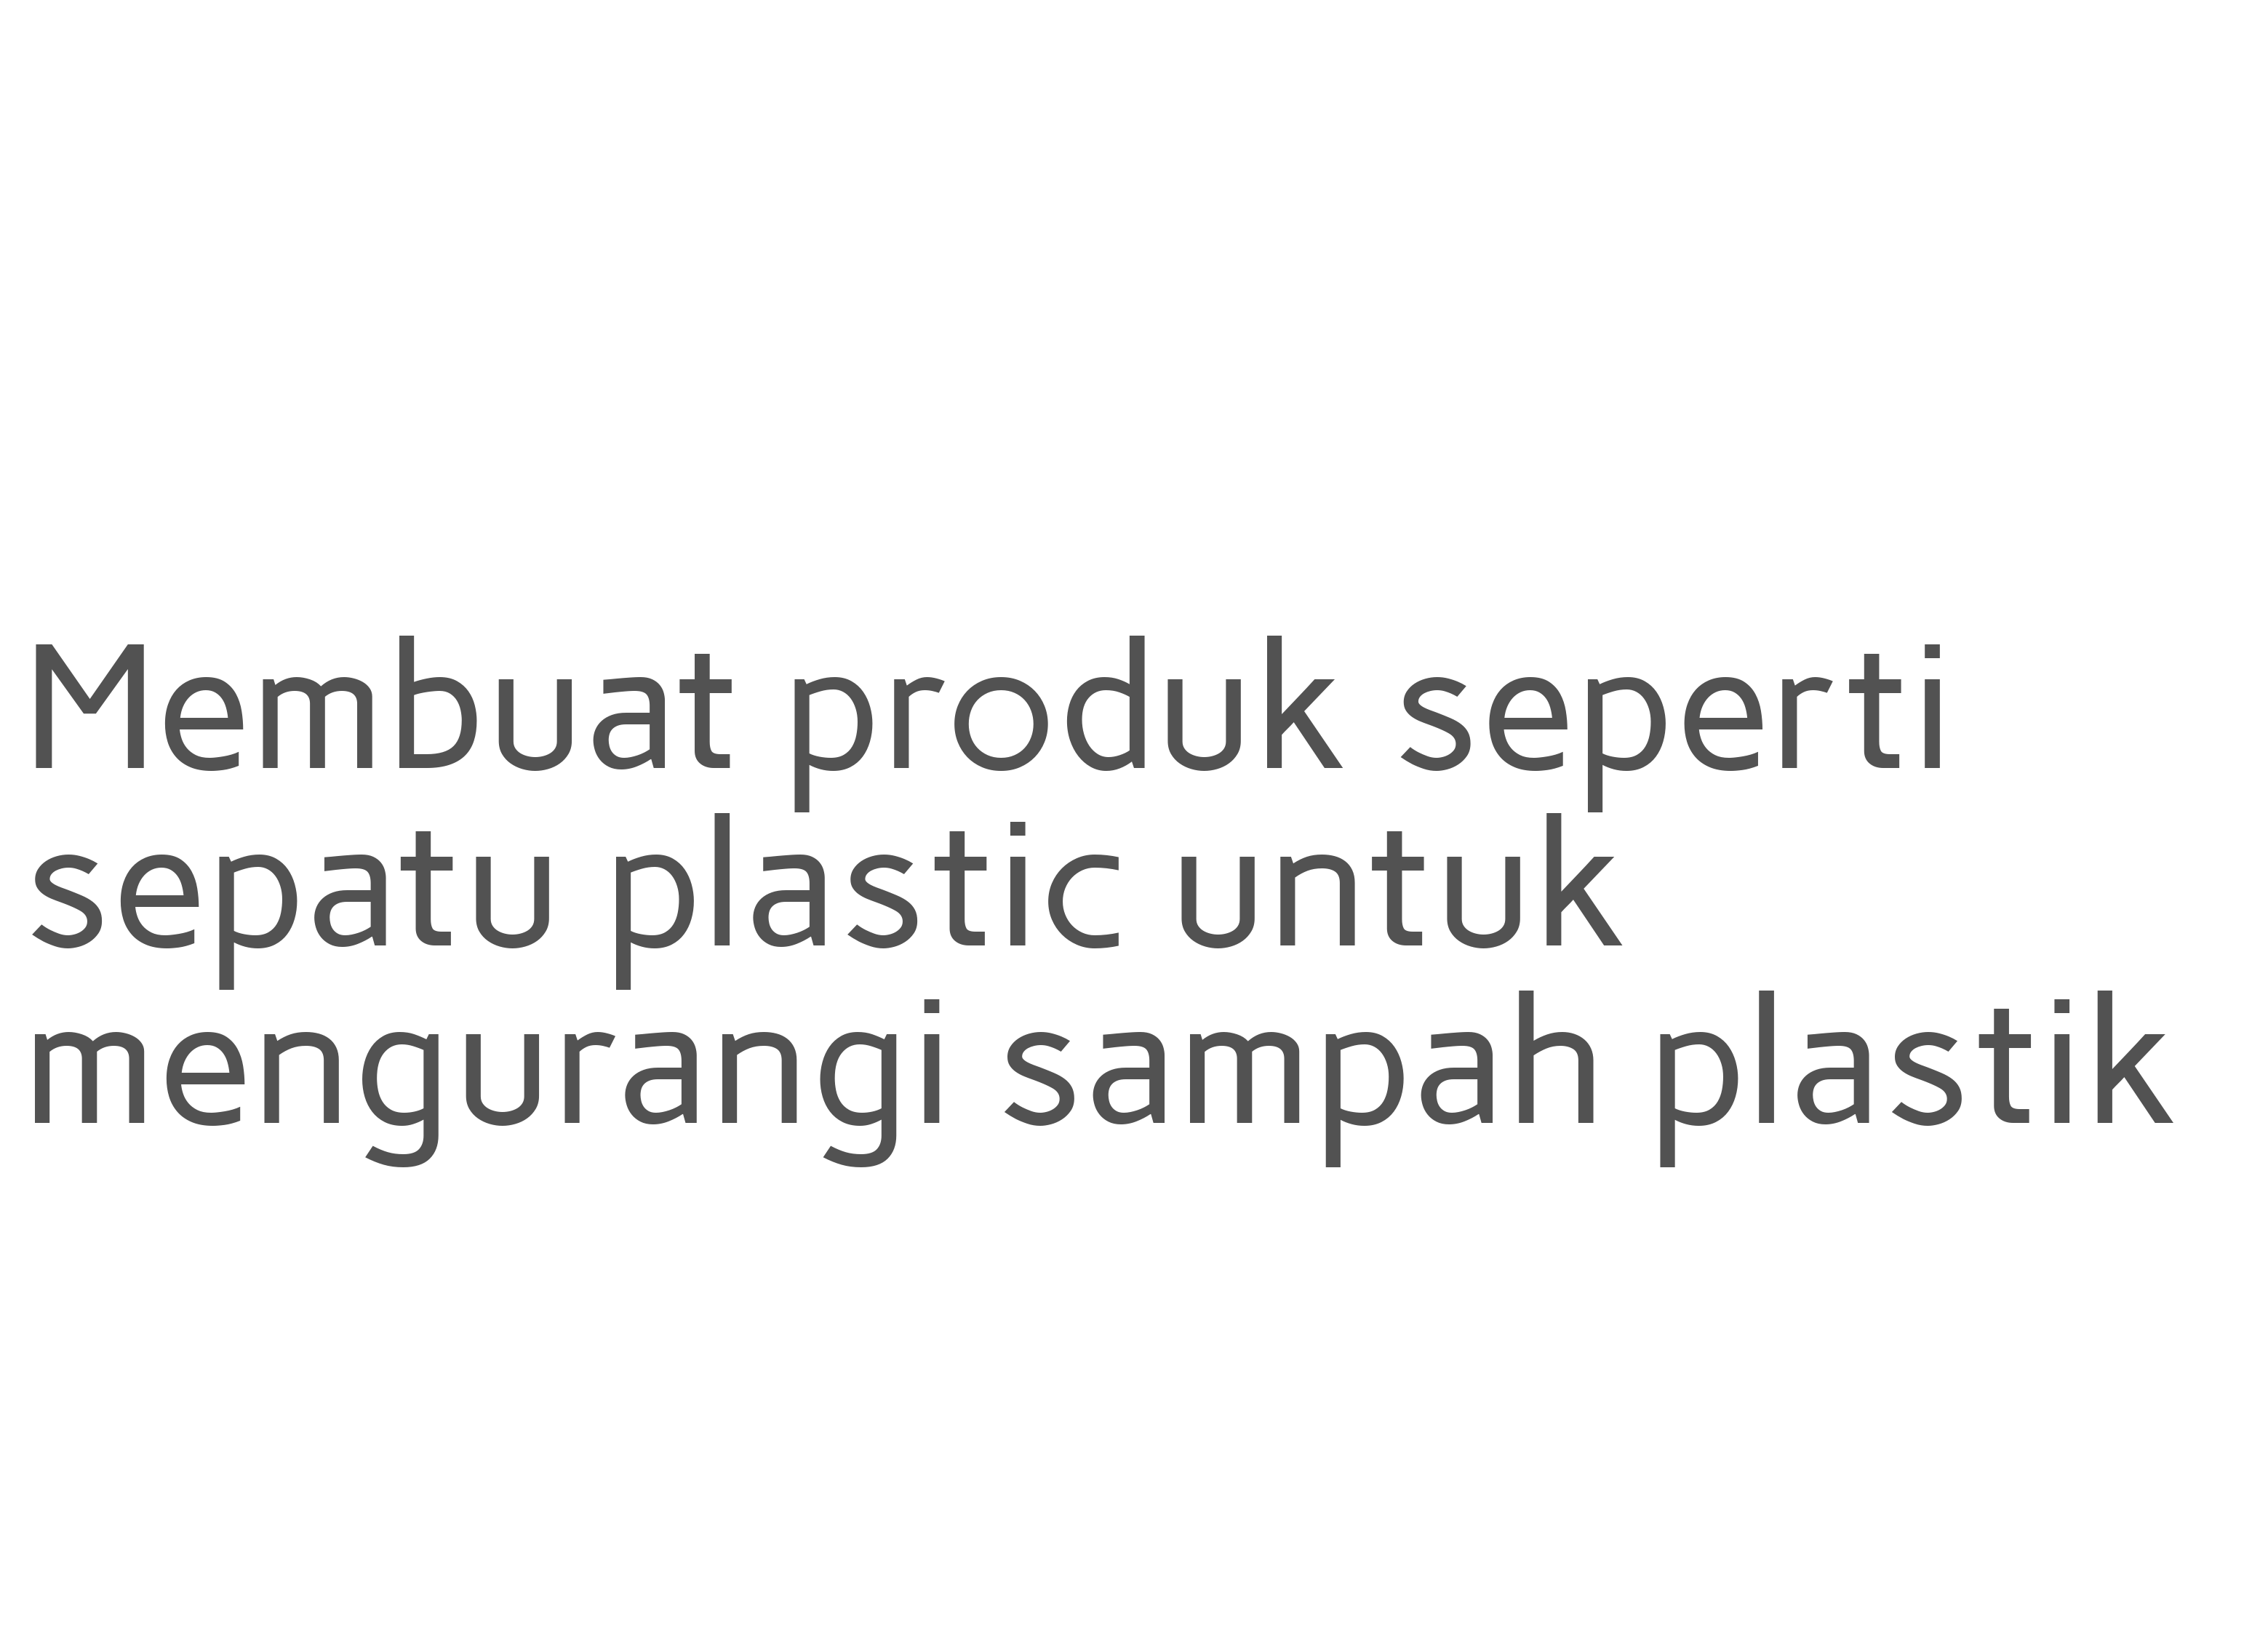 Membuat produk seperti
sepatu plastic untuk
mengurangi sampah plastik